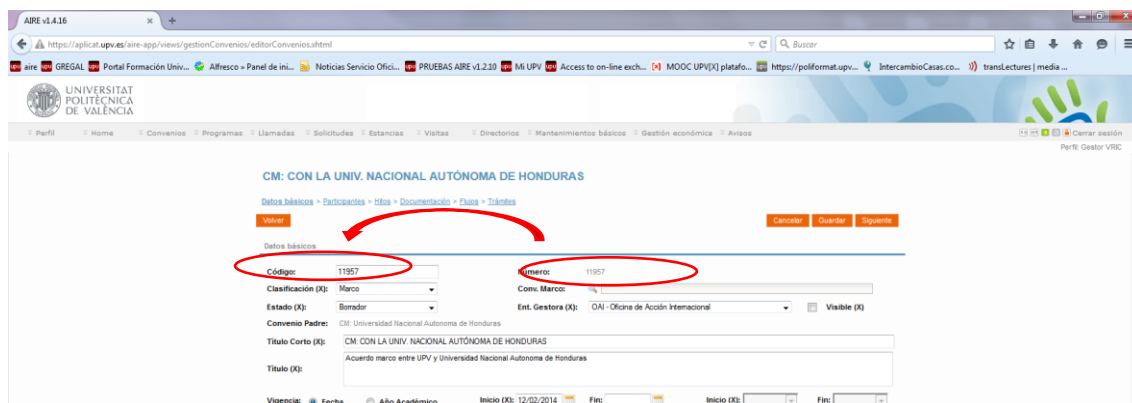 AIRE v1.4.16
https://aplicat.upv.es/aire-app/views/gestionConvenios/editorConvenios.xhtml
Buscar
aire GREGAL Portal Formación Univ... Alfresco » Panel de ini... Noticias Servicio Ofici... PRUEBAS AIRE v1.2.10 Mi UPV Access to on-line exch... MOOC UPV[X] platafo... https://poliformat.upv... IntercambioCasas.co... transLectures | media ...
UNIVERSITAT
POLITÈCNICA
DE VALÈNCIA
Perfil Home Convenios Programas Llamadas Solicitudes Estancias Visitas Directorios Mantenimientos básicos Gestión económica Avisos Cerrar sesión
Perfil: Gestor VRIC
CM: CON LA UNIV. NACIONAL AUTÓNOMA DE HONDURAS
Datos básicos > Participantes > Hitos > Documentación > Flujos > Trámites
Volver Cancelar Guardar Siguiente
Datos básicos
Código: 11957 Número: 11957
Clasificación (X): Marco Conv. Marco:
Estado (X): Borrador Ent. Gestora (X): OAI - Oficina de Acción Internacional Visible (X)
Convenio Padre: CM: Universidad Nacional Autonoma de Honduras
Titulo Corto (X): CM: CON LA UNIV. NACIONAL AUTÓNOMA DE HONDURAS
Titulo (X): Acuerdo marco entre UPV y Universidad Nacional Autonoma de Honduras
Vigencia: Fecha Año Académico Inicio (X): 12/02/2014 Fin: Inicio (X): Fin: